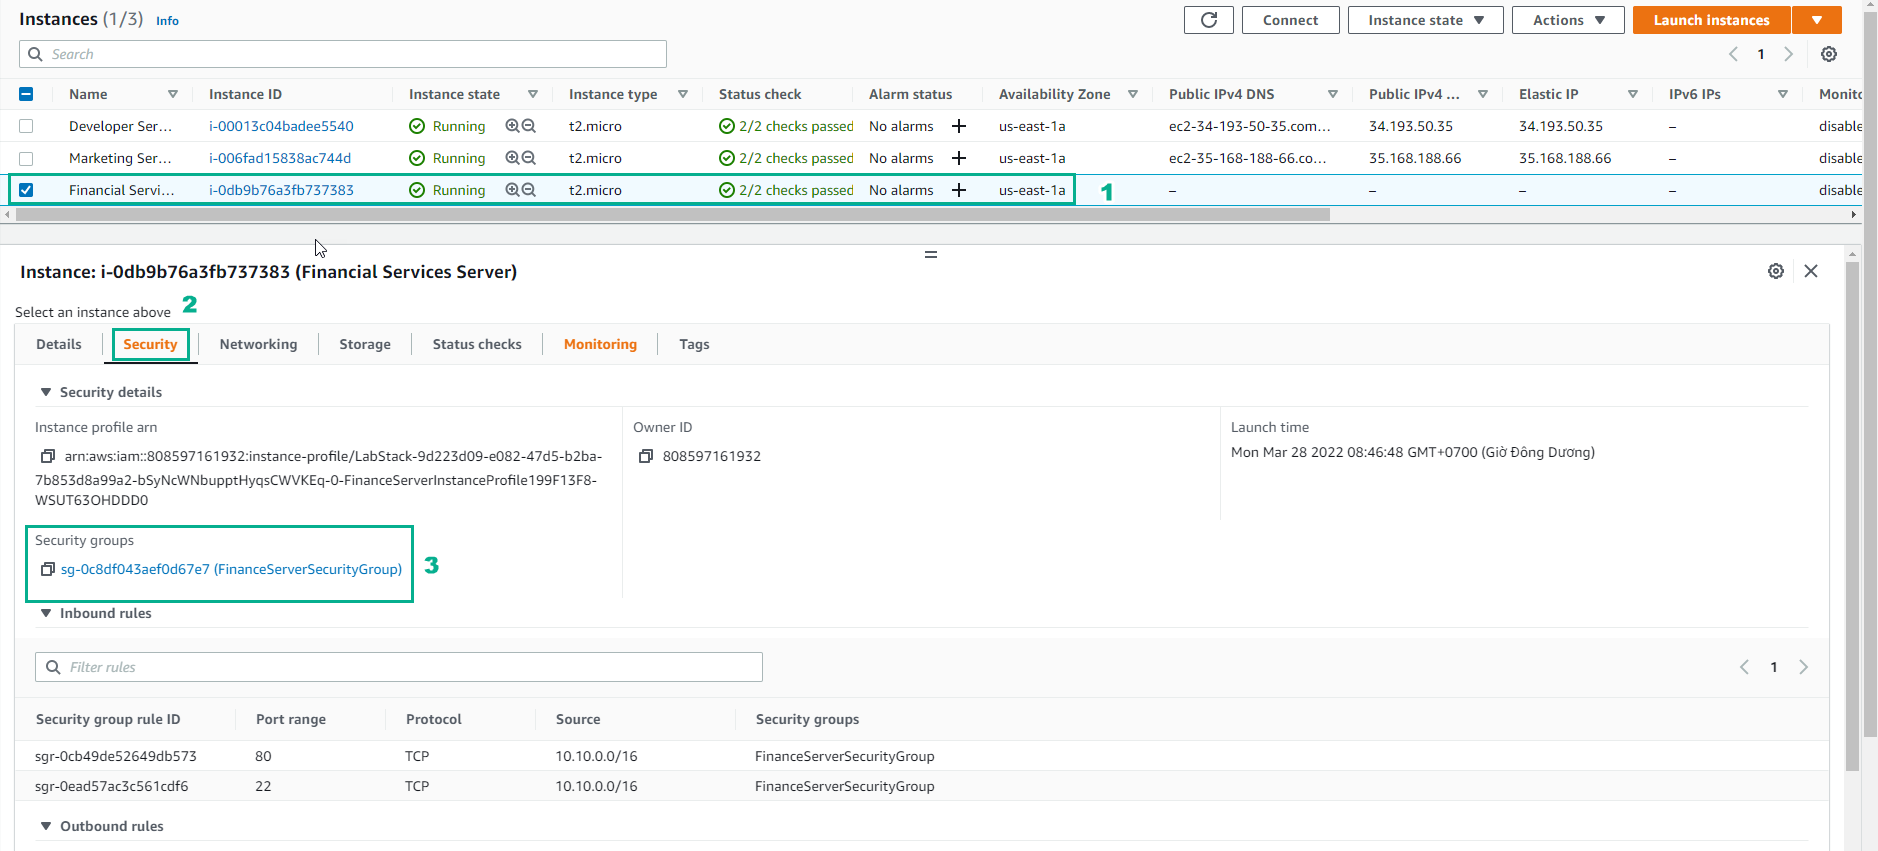 Instances (1/3) Info
Connect Instance state Actions Launch instances
Search
1
Name Instance ID Instance state Instance type Status check Alarm status Availability Zone Public IPv4 DNS Public IPv4 ... Elastic IP IPv6 IPs Monito
Developer Ser... i-00013c04badee5540 Running t2.micro 2/2 checks passed No alarms + us-east-1a ec2-34-193-50-35.com... 34.193.50.35 34.193.50.35 – disable
Marketing Ser... i-006fad15838ac744d Running t2.micro 2/2 checks passed No alarms + us-east-1a ec2-35-168-188-66.co... 35.168.188.66 35.168.188.66 – disable
Financial Servi... i-0db9b76a3fb737383 Running t2.micro 2/2 checks passed No alarms + us-east-1a – – – – disable
1
Instance: i-0db9b76a3fb737383 (Financial Services Server)
Select an instance above 2
Details Security Networking Storage Status checks Monitoring Tags
Security details
Instance profile arn Owner ID Launch time
arn:aws:iam::808597161932:instance-profile/LabStack-9d223d09-e082-47d5-b2ba- 808597161932 Mon Mar 28 2022 08:46:48 GMT+0700 (Giờ Đông Dương)
7b853d8a99a2-bSyNcWNbupptHyqsCWVKEq-0-FinanceServerInstanceProfile199F13F8-
WSUT63OHDDD0
Security groups
sg-0c8df043aef0d67e7 (FinanceServerSecurityGroup) 3
Inbound rules
Filter rules 1
Security group rule ID Port range Protocol Source Security groups
sgr-0cb49de52649db573 80 TCP 10.10.0.0/16 FinanceServerSecurityGroup
sgr-0ead57ac3c561cdf6 22 TCP 10.10.0.0/16 FinanceServerSecurityGroup
Outbound rules